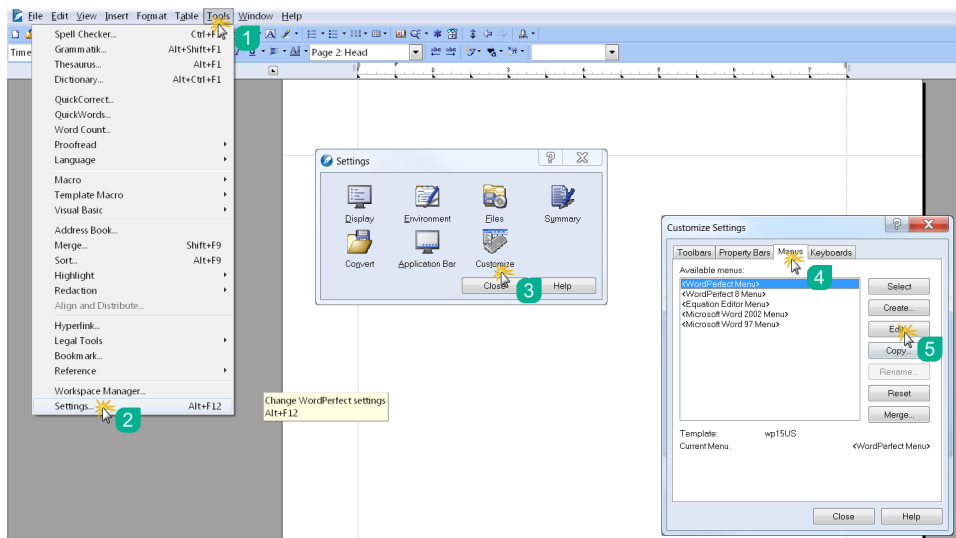 File Edit View Insert Format Table Tools Window Help
1
Page 2: Head
Spell Checker...
Grammatik... Alt+Shift+F1
Thesaurus... Alt+F1
Dictionary... Alt+Ctrl+F1
QuickCorrect...
QuickWords...
Word Count...
Proofread
Language
Macro
Template Macro
Visual Basic
Address Book...
Merge... Shift+F9
Sort... Alt+F9
Highlight
Redaction
Align and Distribute...
Hyperlink...
Legal Tools
Bookmark...
Reference
Workspace Manager...
Settings... Alt+F12
2
Change WordPerfect settings
Alt+F12
Settings
Display Environment Files Summary
Convert Application Bar Customize
Close Help
3
Customize Settings
Toolbars Property Bars Menus Keyboards
4
Available menus:
<WordPerfect Menu>
<WordPerfect 8 Menu>
<Equation Editor Menu>
<Microsoft Word 2002 Menu>
<Microsoft Word 97 Menu>
Select
Create...
Edit...
Copy...
5
Rename...
Reset
Merge...
Template: wp15US
Current Menu: <WordPerfect Menu>
Close Help